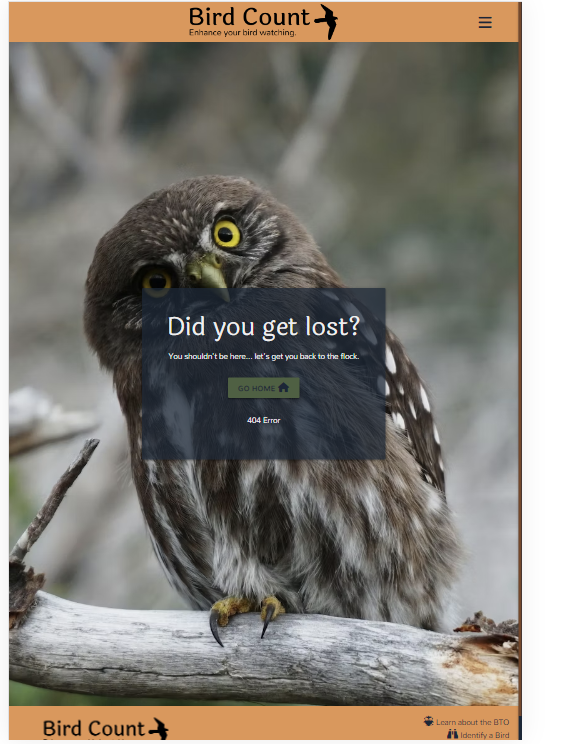 Bird Count
Enhance your bird watching.
Did you get lost?
You shouldn't be here... let's get you back to the flock.
GO HOME
404 Error
Bird Count
Learn about the BTO
Identify a Bird